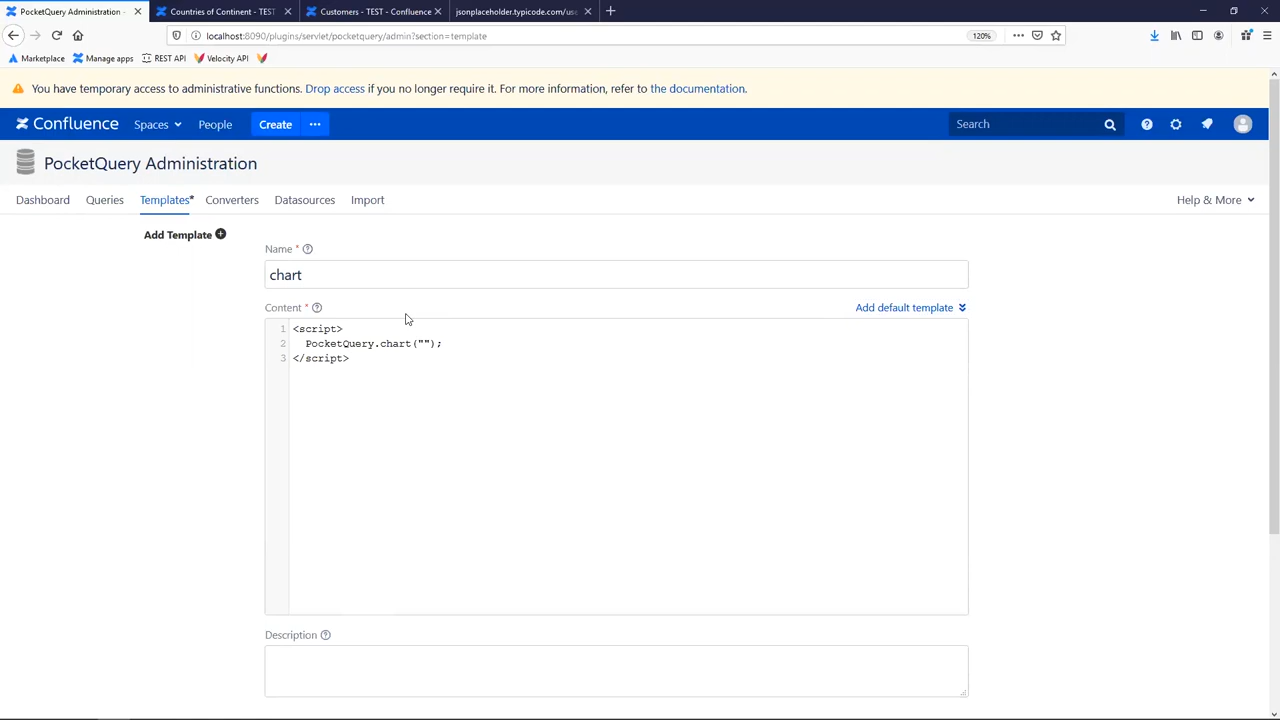 PocketQuery Administration -
Countries of Continent - TEST
Customers - TEST - Confluence
jsonplaceholder.typicode.com/use
localhost:8090/plugins/servlet/pocketquery/admin?section=template
120%
Marketplace
Manage apps
REST API
Velocity API
You have temporary access to administrative functions. Drop access if you no longer require it. For more information, refer to the documentation.
Confluence
Spaces
People
Create
Search
PocketQuery Administration
Dashboard
Queries
Templates*
Converters
Datasources
Import
Help & More
Add Template
Name *
chart
Content *
Add default template
1 <script>
2 PocketQuery.chart("");
3 </script>
Description